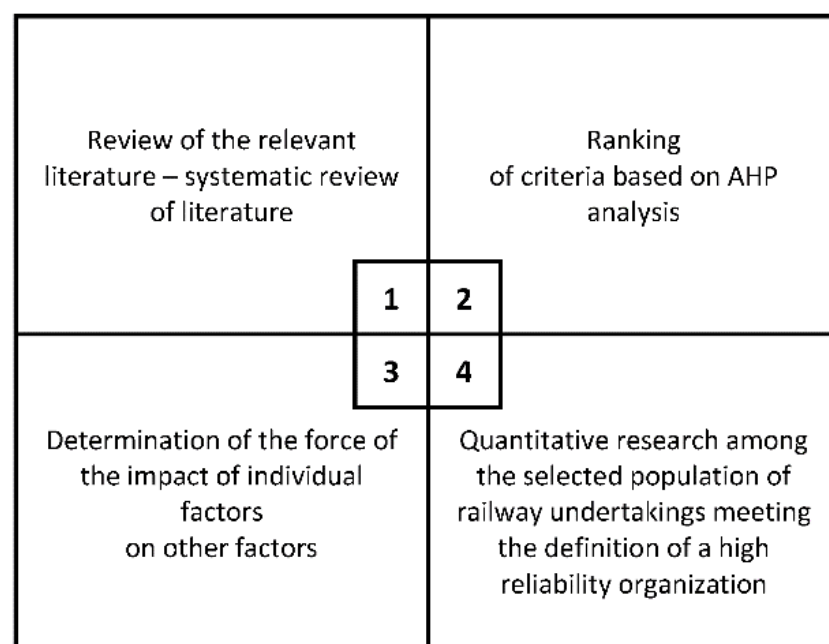 Review of the relevant
literature – systematic review
of literature
Ranking
of criteria based on AHP
analysis
1
2
3
4
Determination of the force of
the impact of individual
factors
on other factors
Quantitative research among
the selected population of
railway undertakings meeting
the definition of a high
reliability organization